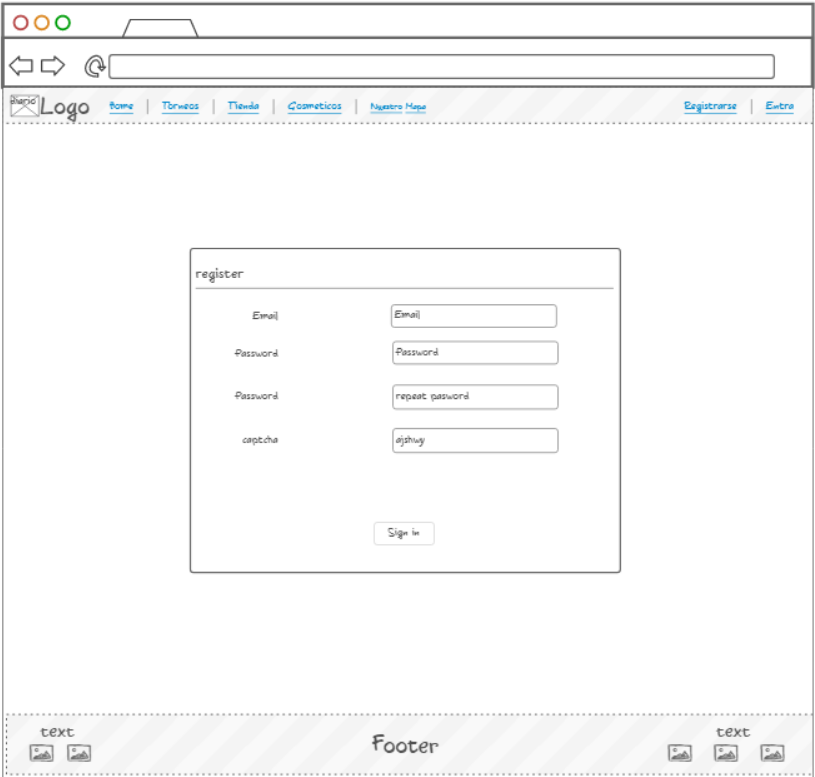 diario Logo Home | Torneos | Tienda | Cosmeticos | Nuestro Mapa Registrarse | Entra
register
Email Email
Password Password
Password repeat pasword
captcha ajshwy
Sign in
text Footer text